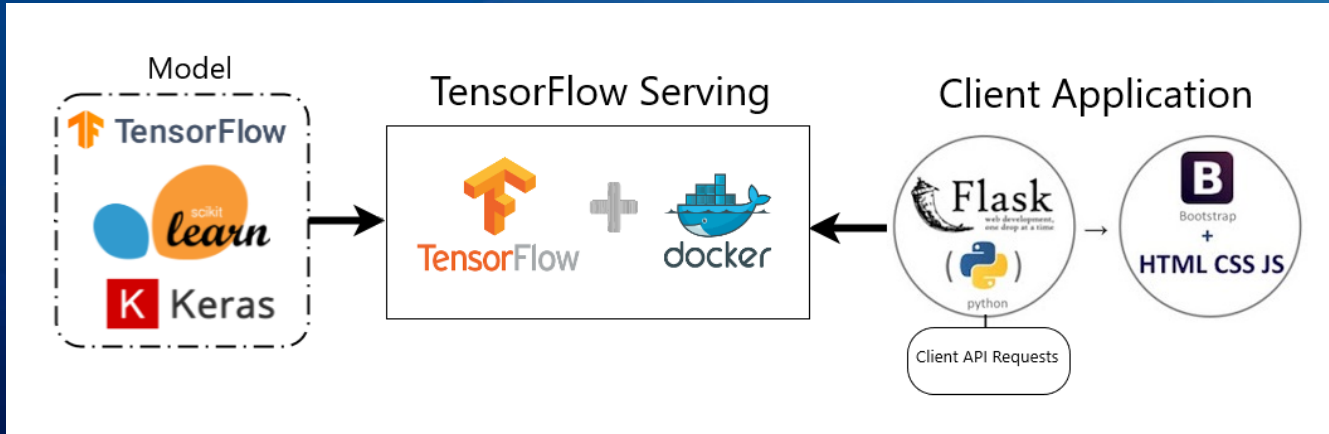 Model
TensorFlow
scikit
learn
K Keras
TensorFlow Serving
TensorFlow
docker
Client Application
Flask
web development,
one drop at a time
( )
python
Client API Requests
→
B
Bootstrap
+
HTML CSS JS